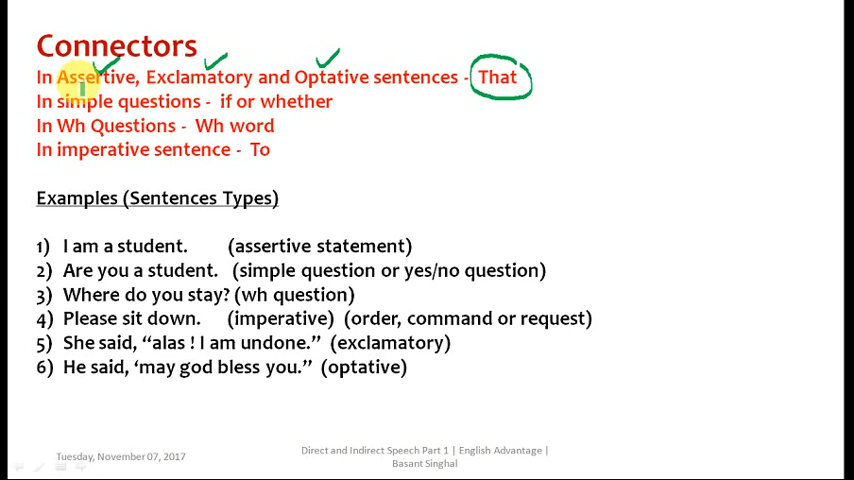 Connectors
In Assertive, Exclamatory and Optative sentences - That
In simple questions - if or whether
In Wh Questions - Wh word
In imperative sentence - To
Examples (Sentences Types)
1) I am a student. (assertive statement)
2) Are you a student. (simple question or yes/no question)
3) Where do you stay? (wh question)
4) Please sit down. (imperative) (order, command or request)
5) She said, “alas ! I am undone.” (exclamatory)
6) He said, ‘may god bless you.” (optative)
Tuesday, November 07, 2017
Direct and Indirect Speech Part 1 | English Advantage |
Basant Singhal